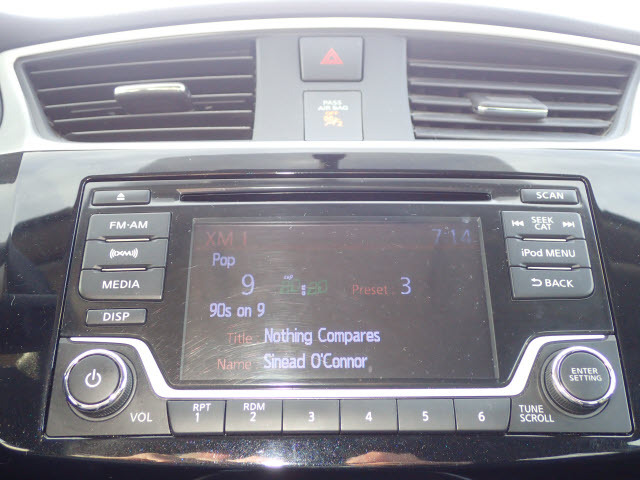 PASS
AIR BAG
SCAN
FM·AM
XM
MEDIA
DISP
XM 1
7:14
Pop
9
Preset
3
90s on 9
Title Nothing Compares
Name Sinead O'Connor
SEEK
CAT
iPod MENU
BACK
ENTER
SETTING
VOL
RPT
1
RDM
2
3
4
5
6
TUNE
SCROLL